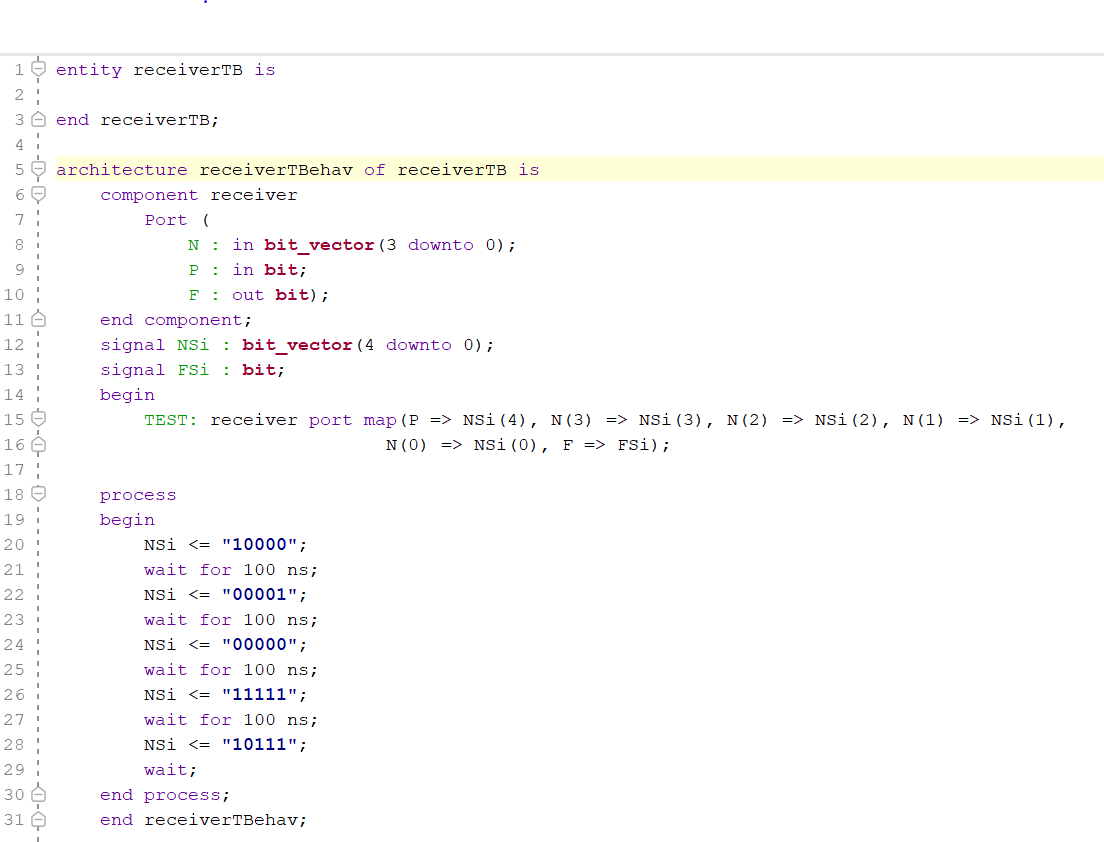 1 entity receiverTB is
2
3 end receiverTB;
4
5 architecture receiverTBehav of receiverTB is
6     component receiver
7         Port (
8             N : in bit_vector(3 downto 0);
9             P : in bit;
10             F : out bit);
11     end component;
12     signal NSi : bit_vector(4 downto 0);
13     signal FSi : bit;
14     begin
15         TEST: receiver port map(P => NSi(4), N(3) => NSi(3), N(2) => NSi(2), N(1) => NSi(1),
16                               N(0) => NSi(0), F => FSi);
17
18     process
19     begin
20         NSi <= "10000";
21         wait for 100 ns;
22         NSi <= "00001";
23         wait for 100 ns;
24         NSi <= "00000";
25         wait for 100 ns;
26         NSi <= "11111";
27         wait for 100 ns;
28         NSi <= "10111";
29         wait;
30     end process;
31     end receiverTBehav;